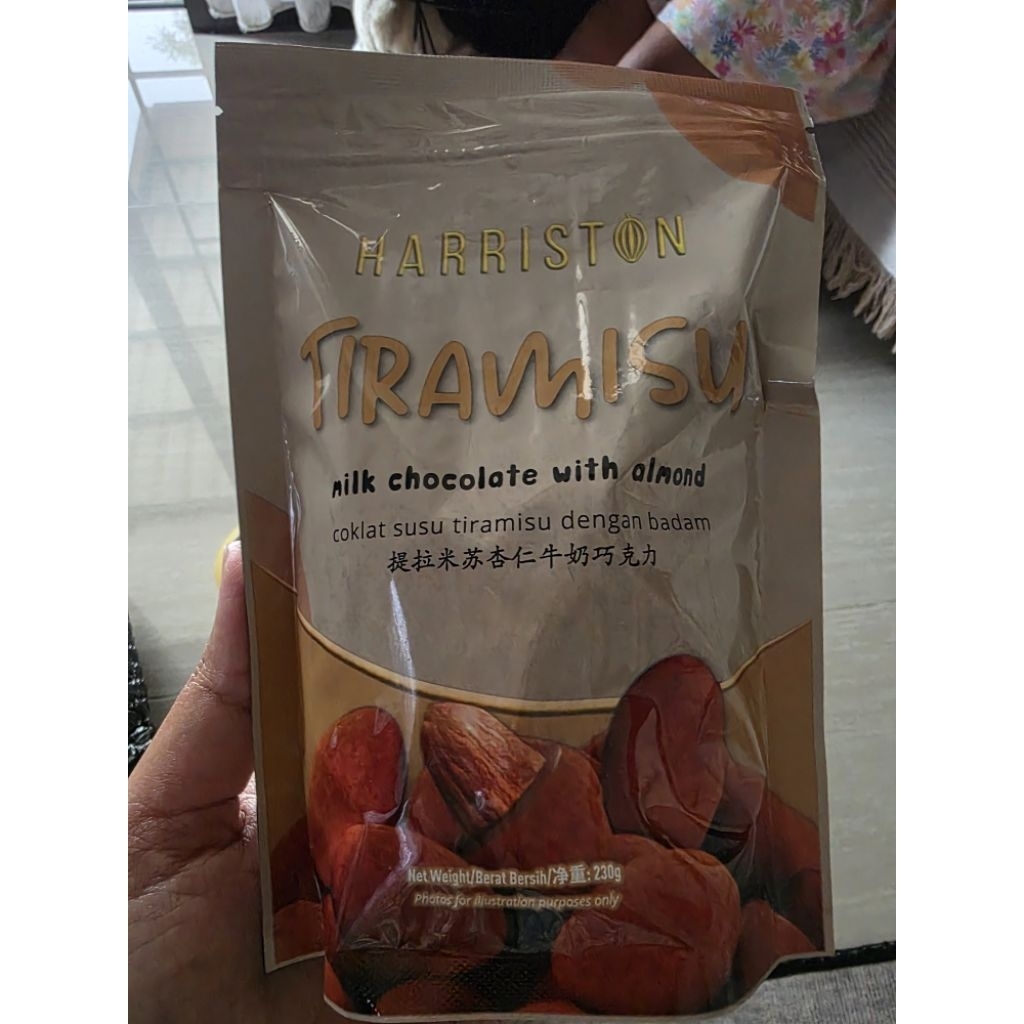 HARRISTON
TIRAMISU
milk chocolate with almond
coklat susu tiramisu dengan badam
提拉米苏杏仁牛奶巧克力
Net Weight/Berat Bersih/净重: 230g
Photos for illustration purposes only